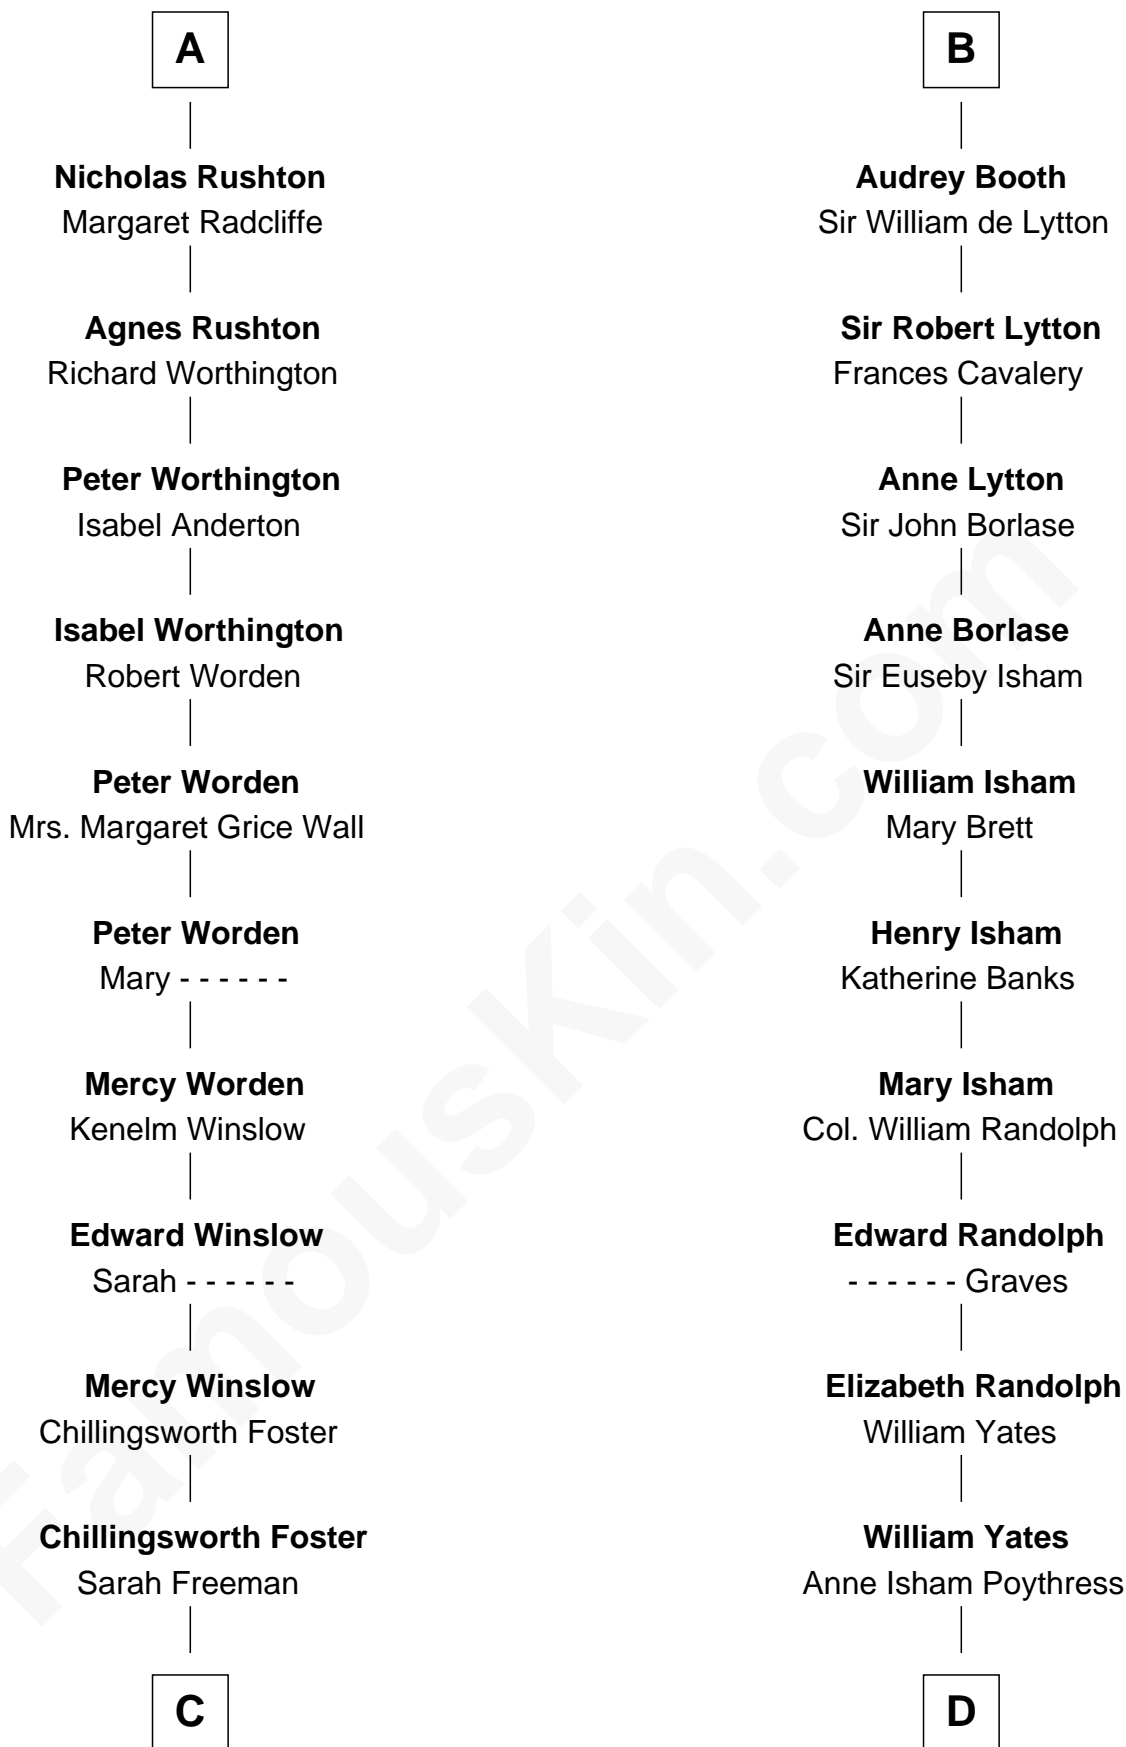 A
Nicholas Rushton
Margaret Radcliffe
Agnes Rushton
Richard Worthington
Peter Worthington
Isabel Anderton
Isabel Worthington
Robert Worden
Peter Worden
Mrs. Margaret Grice Wall
Peter Worden
Mary - - - - - -
Mercy Worden
Kenelm Winslow
Edward Winslow
Sarah - - - - - -
Mercy Winslow
Chillingsworth Foster
Chillingsworth Foster
Sarah Freeman
C
B
Audrey Booth
Sir William de Lytton
Sir Robert Lytton
Frances Cavalery
Anne Lytton
Sir John Borlase
Anne Borlase
Sir Euseby Isham
William Isham
Mary Brett
Henry Isham
Katherine Banks
Mary Isham
Col. William Randolph
Edward Randolph
- - - - - - Graves
Elizabeth Randolph
William Yates
William Yates
Anne Isham Poythress
D
FamousKin.com